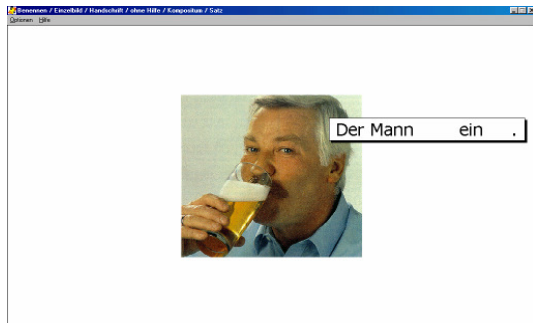 Benennen / Einzelbild / Handschrift / ohne Hilfe / Kompositum / Satz
Optionen Hilfe
Der Mann ein .